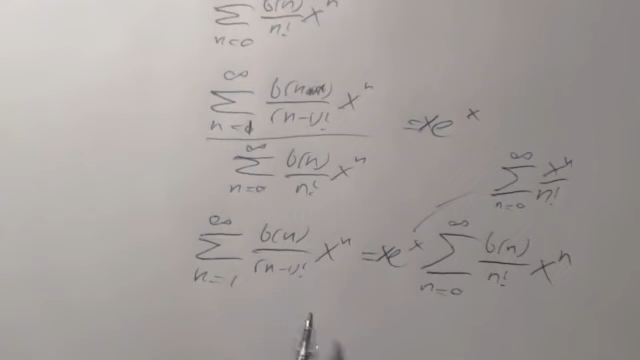 ∑_{n=0} b(n)/n! x^n
∑_{n=1}^{∞} b(n)/(n-1)! x^n
/ ∑_{n=0}^{∞} b(n)/n! x^n = xe^x
∑_{n=0}^{∞} x^n/n!
∑_{n=1}^{∞} b(n)/(n-1)! x^n = xe^x ∑_{n=0}^{∞} b(n)/n! x^n